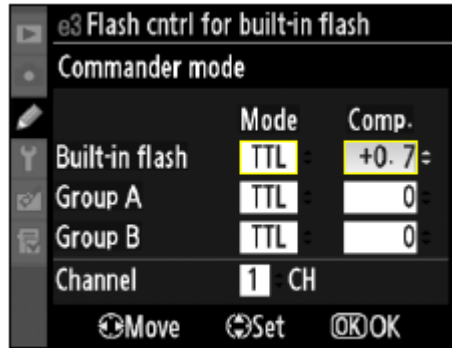 e3 Flash cntrl for built-in flash
Commander mode
Mode Comp.
Built-in flash TTL +0.7
Group A TTL 0
Group B TTL 0
Channel 1 CH
Move Set OK OK